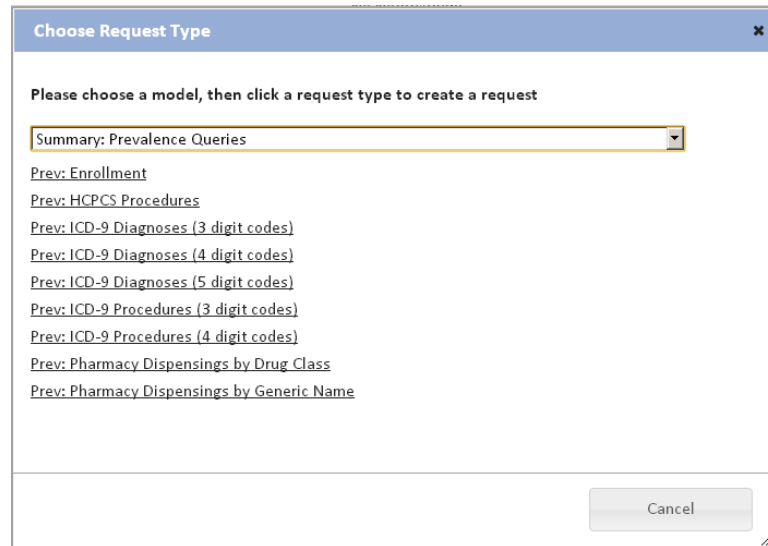 Choose Request Type
Please choose a model, then click a request type to create a request
Summary: Prevalence Queries
Prev: Enrollment
Prev: HCPCS Procedures
Prev: ICD-9 Diagnoses (3 digit codes)
Prev: ICD-9 Diagnoses (4 digit codes)
Prev: ICD-9 Diagnoses (5 digit codes)
Prev: ICD-9 Procedures (3 digit codes)
Prev: ICD-9 Procedures (4 digit codes)
Prev: Pharmacy Dispensings by Drug Class
Prev: Pharmacy Dispensings by Generic Name
Cancel